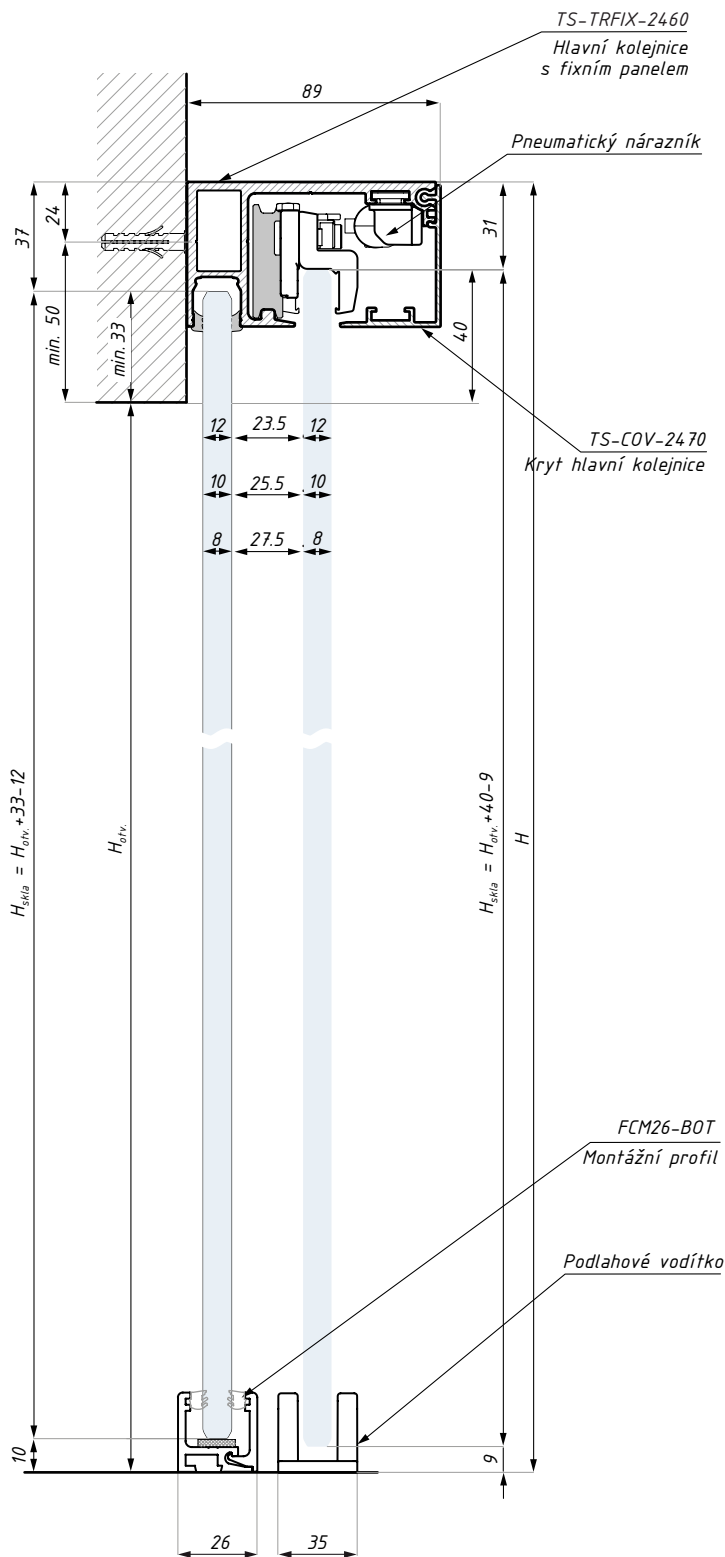 TS-TRFIX-2460
Hlavní kolejnice
s fixním panelem
89
Pneumatický nárazník
24
37
31
min. 50
min. 33
40
12
23.5
12
TS-COV-2470
Kryt hlavní kolejnice
10
25.5
10
8
27.5
8
Hskla = Hotv.+33-12
Hotv.
Hskla = Hotv.+40-9
H
FCM26-BOT
Montážní profil
Podlahové vodítko
10
9
26
35